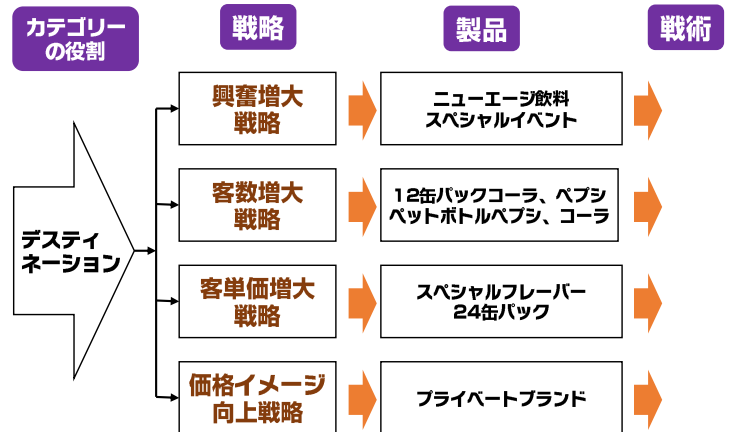 カテゴリー
の役割
戦略
製品
戦術
デスティ
ネーション
興奮増大
戦略
ニューエージ飲料
スペシャルイベント
客数増大
戦略
12缶パックコーラ、ペプシ
ペットボトルペプシ、コーラ
客単価増大
戦略
スペシャルフレーバー
24缶パック
価格イメージ
向上戦略
プライベートブランド